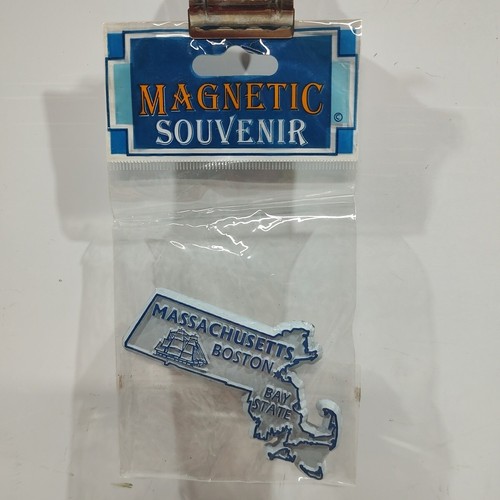 MAGNETIC
SOUVENIR ©
MASSACHUSETTS
BOSTON
BAY
STATE